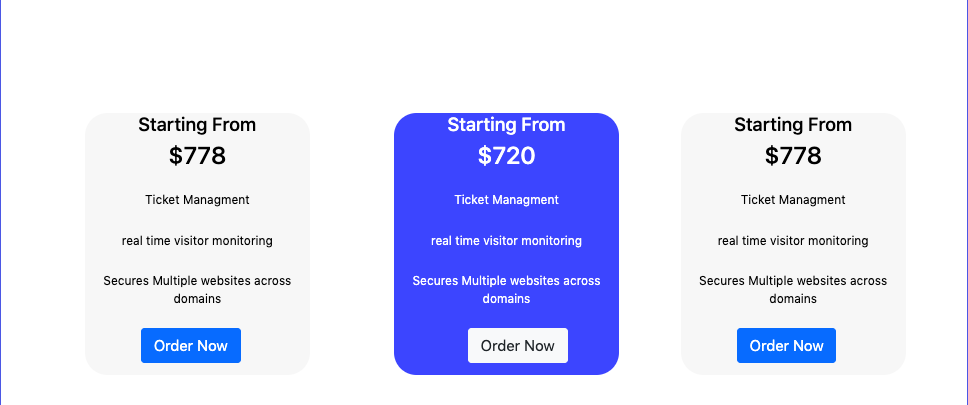 Starting From
$778
Ticket Managment
real time visitor monitoring
Secures Multiple websites across
domains
Order Now
Starting From
$720
Ticket Managment
real time visitor monitoring
Secures Multiple websites across
domains
Order Now
Starting From
$778
Ticket Managment
real time visitor monitoring
Secures Multiple websites across
domains
Order Now